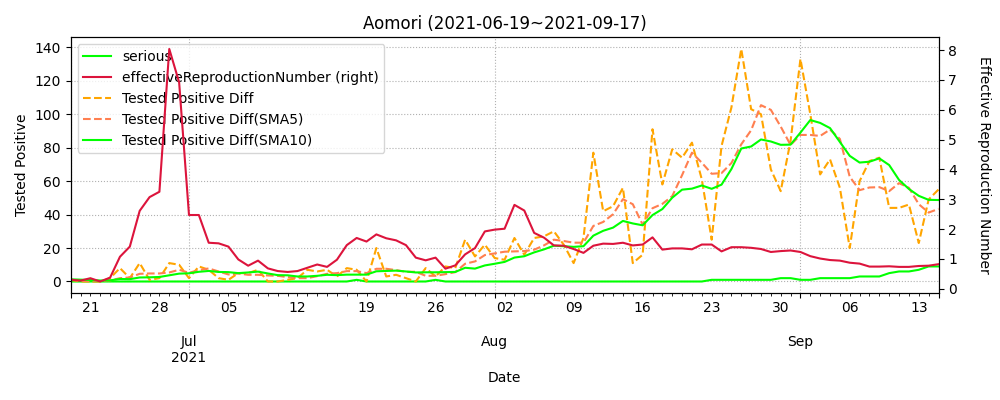 Aomori (2021-06-19~2021-09-17)
serious
effectiveReproductionNumber (right)
Tested Positive Diff
Tested Positive Diff(SMA5)
Tested Positive Diff(SMA10)
Tested Positive
140
120
100
80
60
40
20
0
Effective Reproduction Number
8
7
6
5
4
3
2
1
0
21 28 05 12 19 26 02 09 16 23 30 06 13
Jul Aug Sep
2021
Date